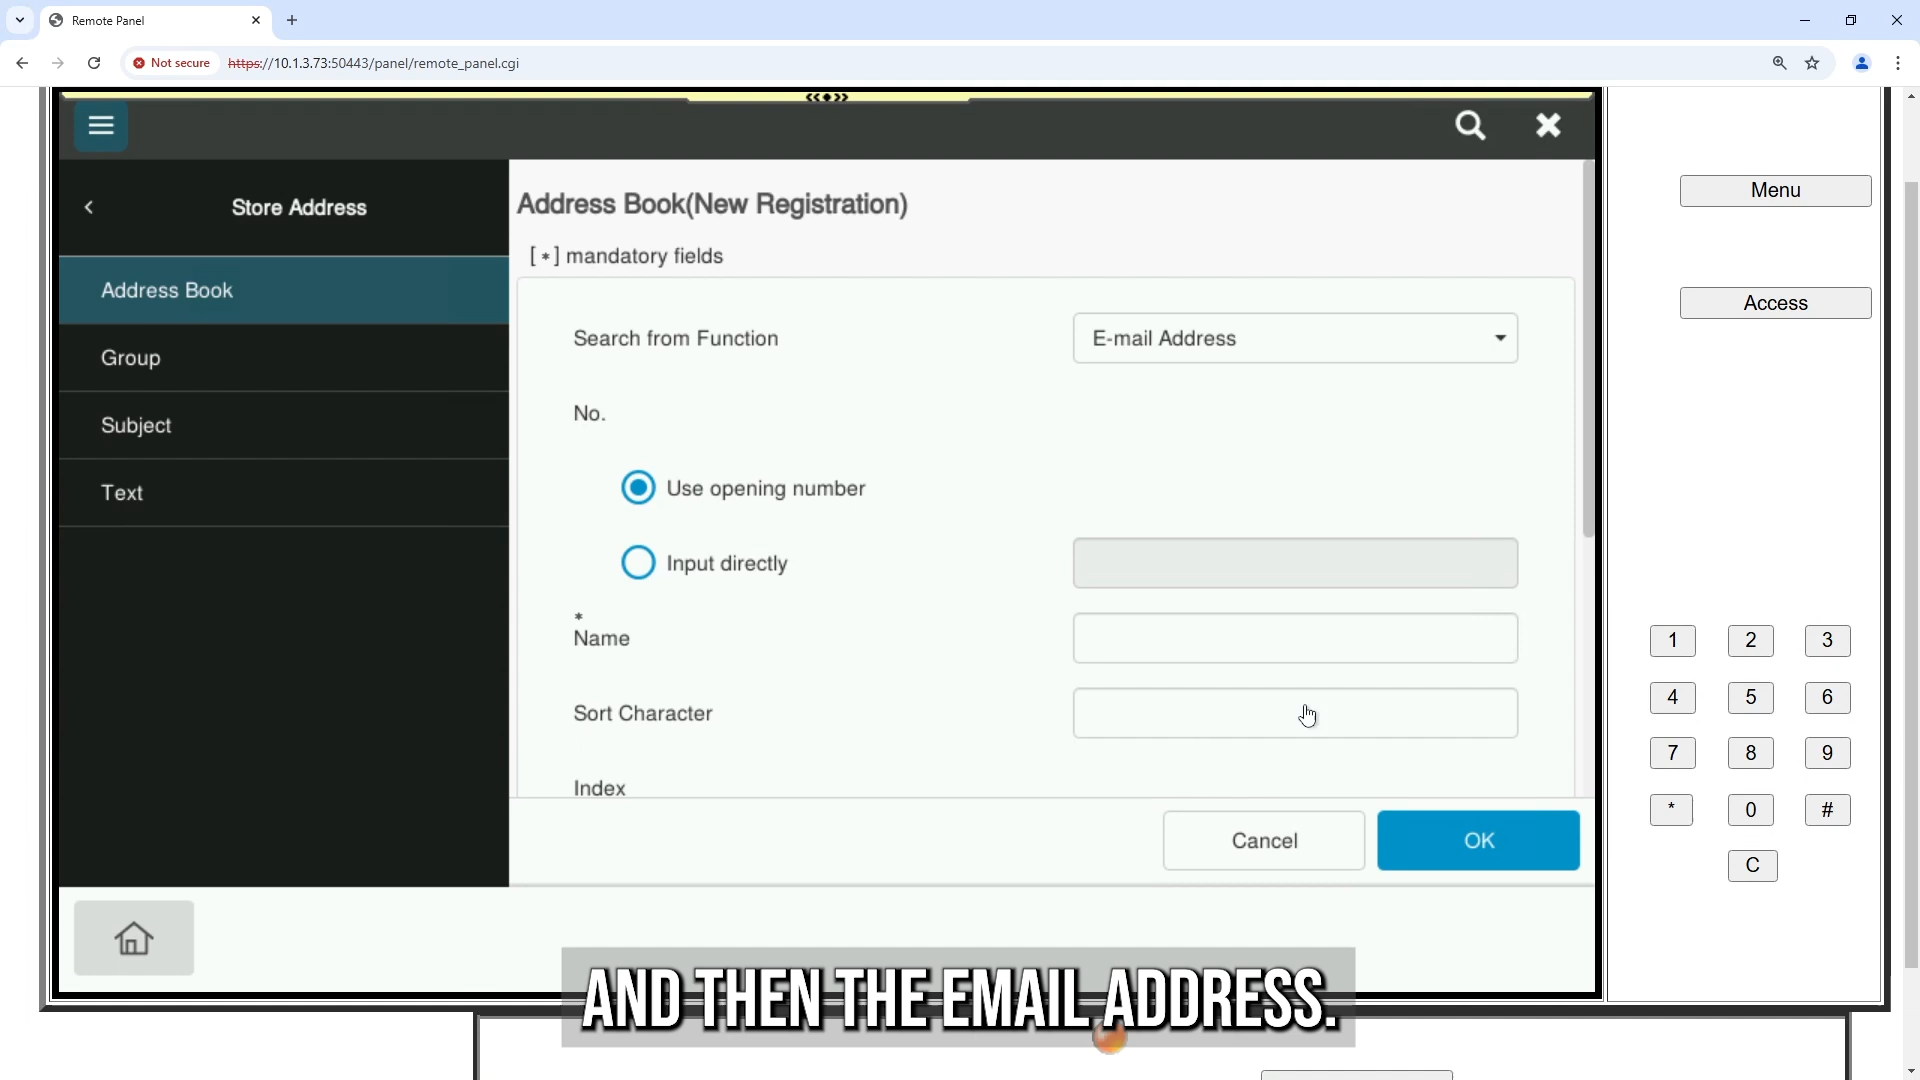 Remote Panel
Not secure
https://10.1.3.73:50443/panel/remote_panel.cgi
Menu
Access
Store Address
Address Book
Group
Subject
Text
Address Book(New Registration)
[*] mandatory fields
Search from Function
E-mail Address
No.
Use opening number
Input directly
*
Name
Sort Character
Index
Cancel
OK
1 2 3
4 5 6
7 8 9
* 0 #
C
AND THEN THE EMAIL ADDRESS.